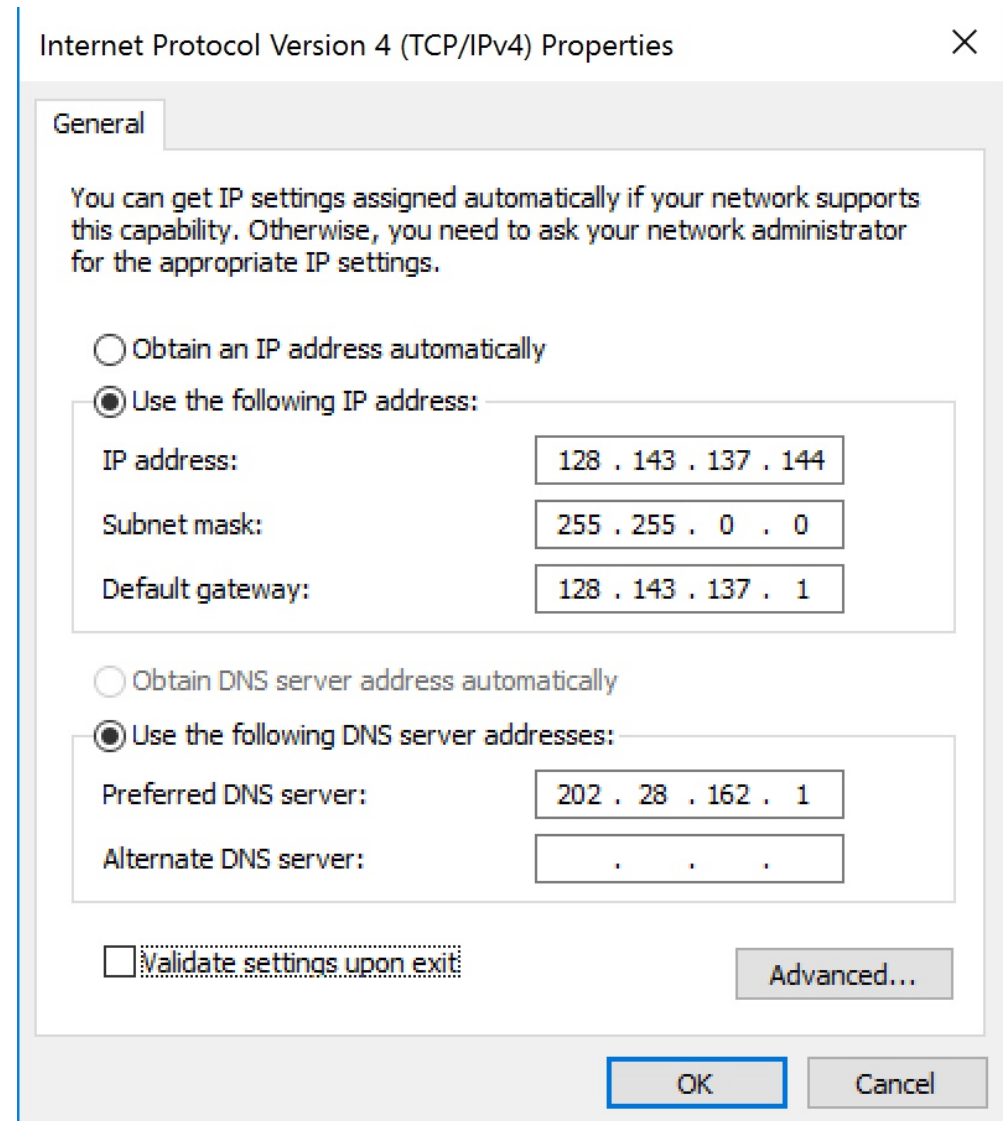 Internet Protocol Version 4 (TCP/IPv4) Properties
General
You can get IP settings assigned automatically if your network supports
this capability. Otherwise, you need to ask your network administrator
for the appropriate IP settings.
Obtain an IP address automatically
Use the following IP address:
IP address: 128 . 143 . 137 . 144
Subnet mask: 255 . 255 . 0 . 0
Default gateway: 128 . 143 . 137 . 1
Obtain DNS server address automatically
Use the following DNS server addresses:
Preferred DNS server: 202 . 28 . 162 . 1
Alternate DNS server: . . .
Validate settings upon exit
Advanced...
OK Cancel